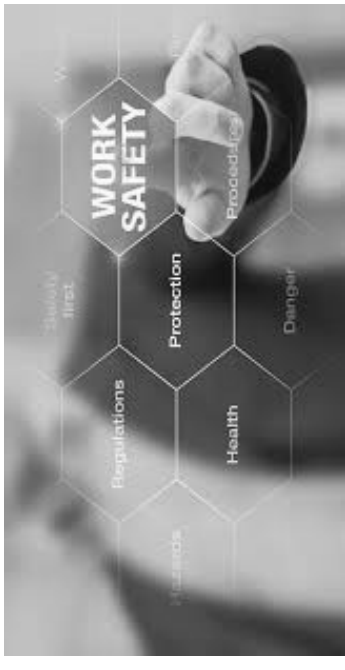 WORK
SAFETY
Procedures
Protection
Danger
Safety
first
Regulations
Health
Hazards